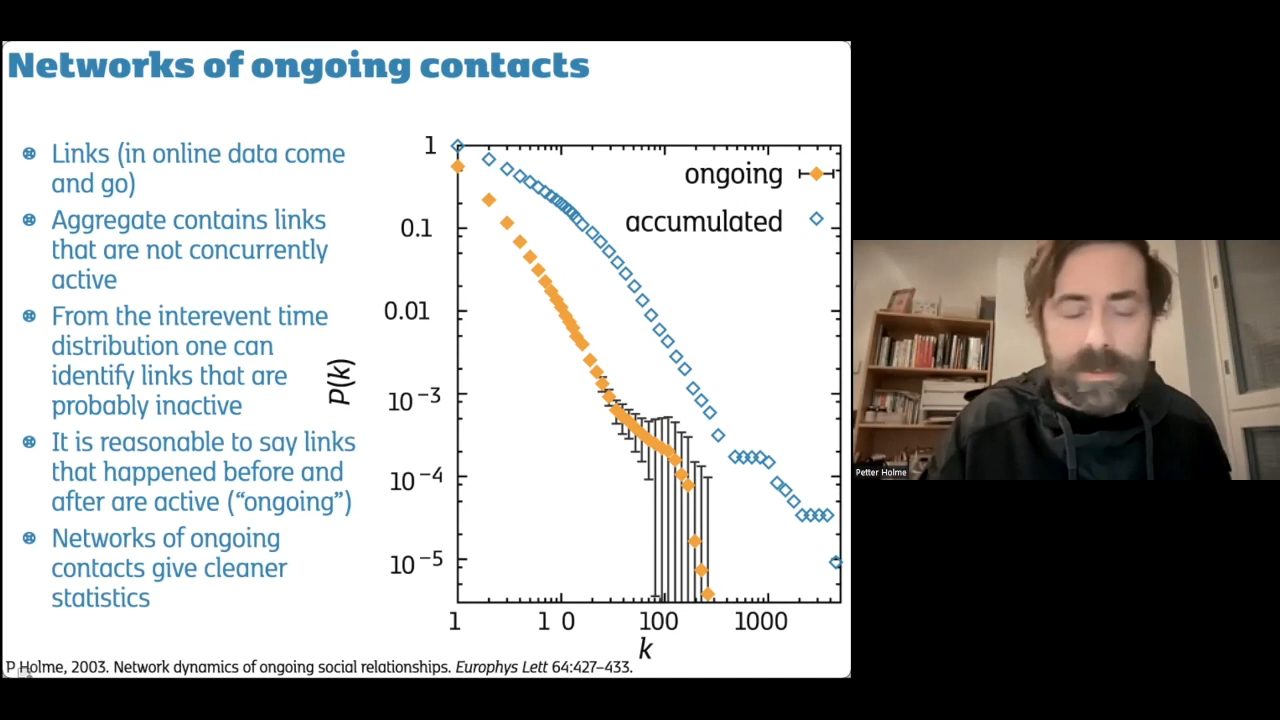 Networks of ongoing contacts
Links (in online data come
and go)
Aggregate contains links
that are not concurrently
active
From the interevent time
distribution one can
identify links that are
probably inactive
It is reasonable to say links
that happened before and
after are active (“ongoing”)
Networks of ongoing
contacts give cleaner
statistics
1
0.1
0.01
10−3
10−4
10−5
P(k)
ongoing
accumulated
1 1 0 100 1000
k
P Holme, 2003. Network dynamics of ongoing social relationships. Europhys Lett 64:427–433.
Petter Holme